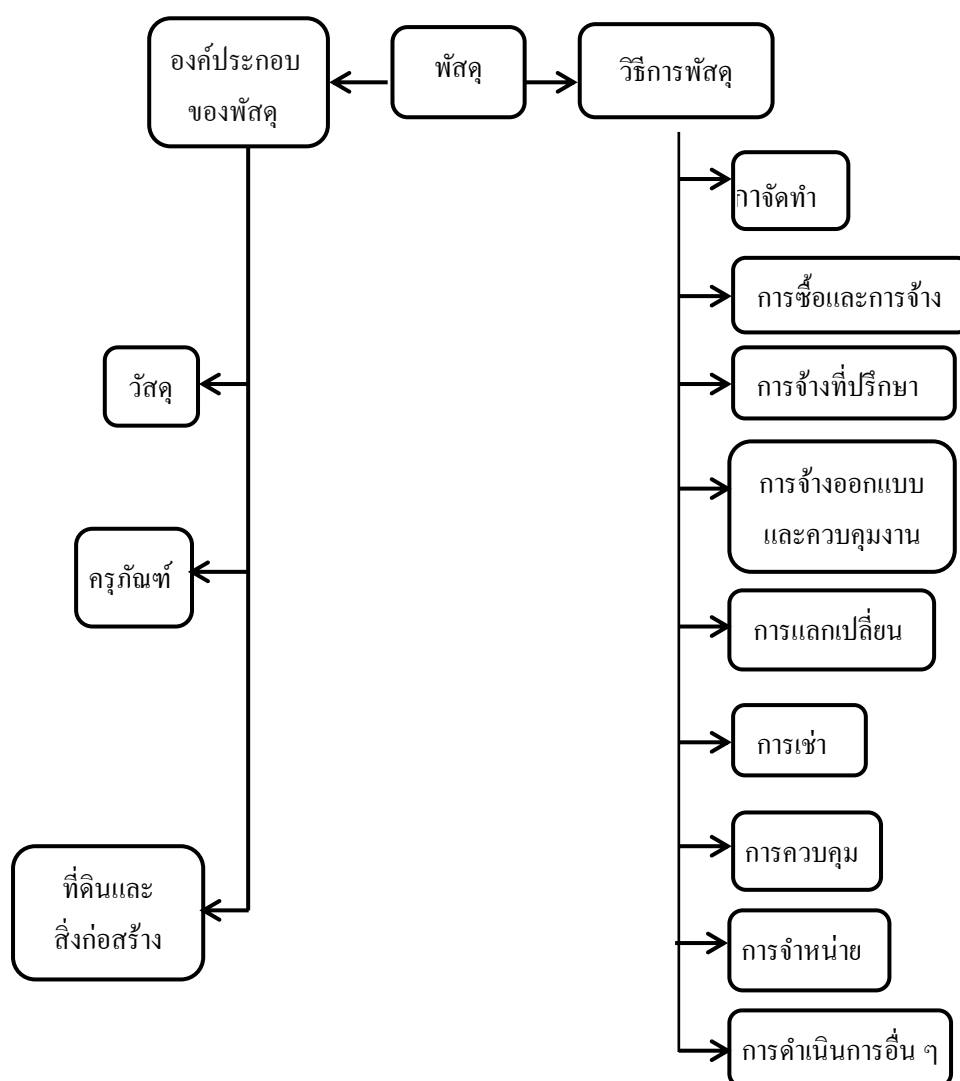 องค์ประกอบ
ของพัสดุ
พัสดุ
วิธีการพัสดุ
กาจัดทำ
การซื้อและการจ้าง
การจ้างที่ปรึกษา
การจ้างออกแบบ
และควบคุมงาน
การแลกเปลี่ยน
การเช่า
การควบคุม
การจำหน่าย
การดำเนินการอื่น ๆ
วัสดุ
ครุภัณฑ์
ที่ดินและ
สิ่งก่อสร้าง